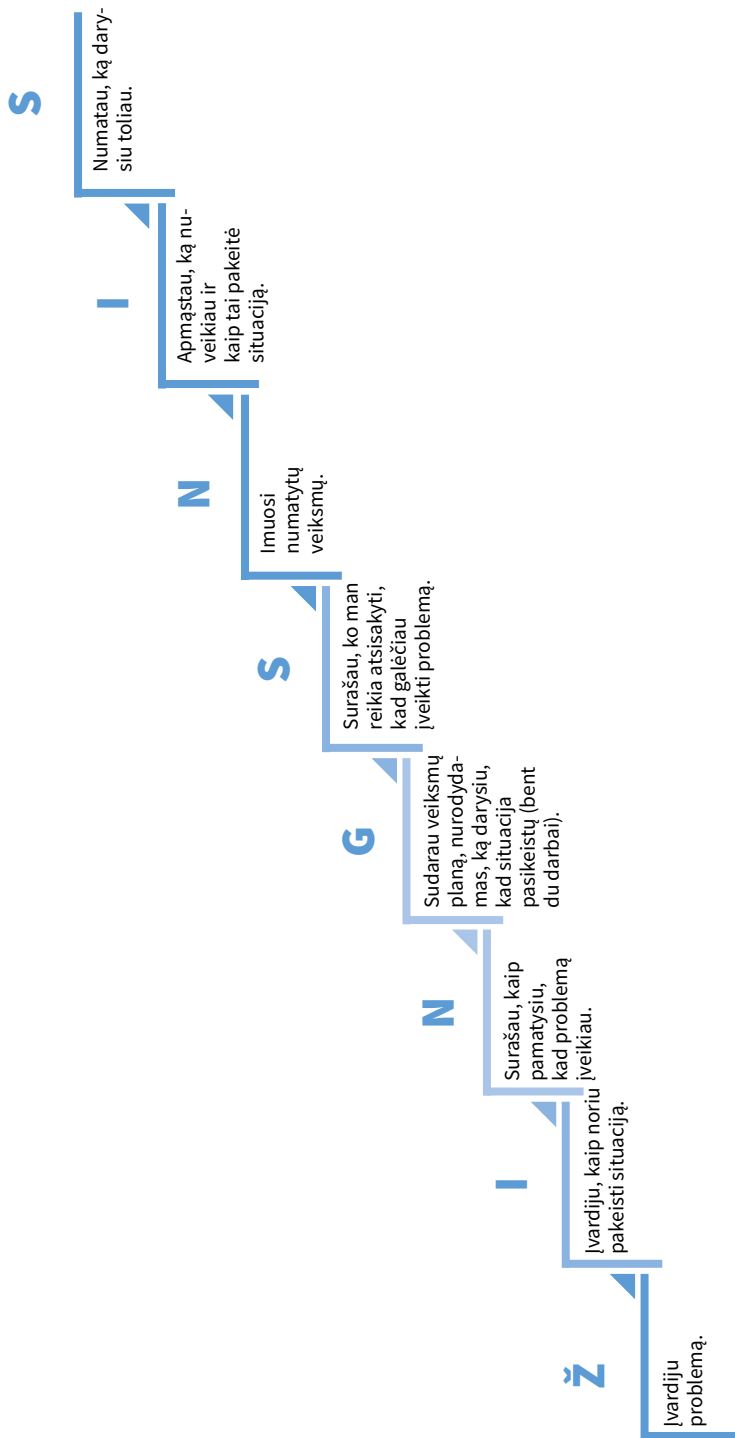 Ž
Įvardiju
problemą.
I
Įvardiju, kaip noriu
pakeisti situaciją.
N
Surašau, kaip
pamatysiu,
kad problemą
įveikiau.
G
Sudarau veiksmų
planą, nurodyda-
mas, ką darysiu,
kad situacija
pasikeistų (bent
du darbai).
S
Surašau, ko man
reikia atsisakyti,
kad galėčiau
įveikti problemą.
N
Imuosi
numatytų
veiksmų.
I
Apmąstau, ką nu-
veikiau ir
kaip tai pakeitė
situaciją.
S
Numatau, ką dary-
siu toliau.